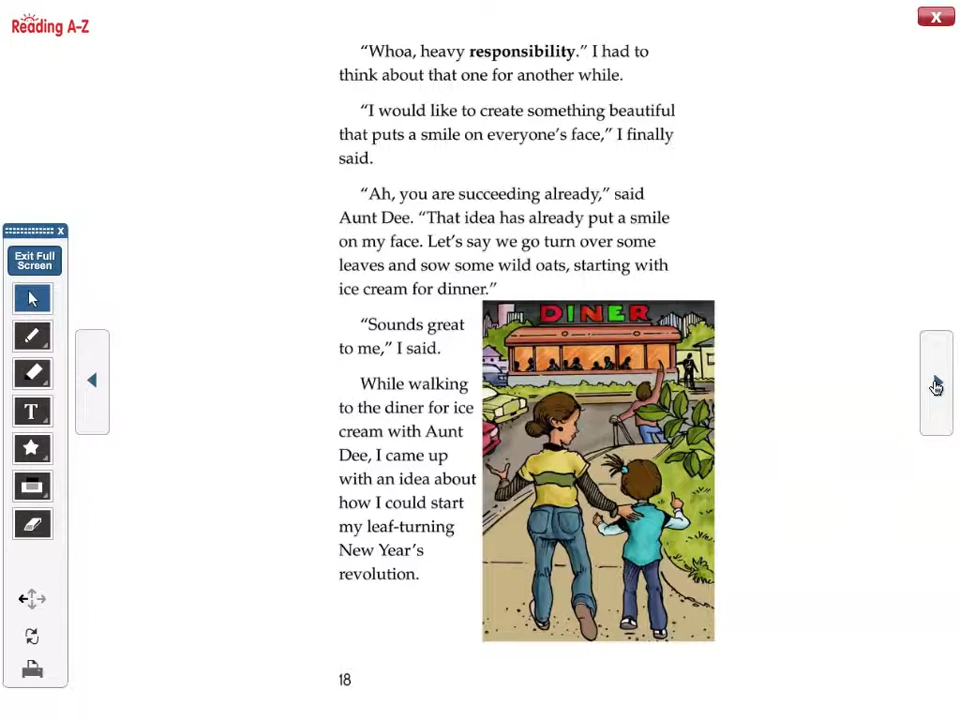 Reading A-Z
X
“Whoa, heavy responsibility.” I had to
think about that one for another while.
“I would like to create something beautiful
that puts a smile on everyone’s face,” I finally
said.
“Ah, you are succeeding already,” said
Aunt Dee. “That idea has already put a smile
on my face. Let’s say we go turn over some
leaves and sow some wild oats, starting with
ice cream for dinner.”
“Sounds great
to me,” I said.
While walking
to the diner for ice
cream with Aunt
Dee, I came up
with an idea about
how I could start
my leaf-turning
New Year’s
revolution.
DINER
18
x
Exit Full
Screen
T